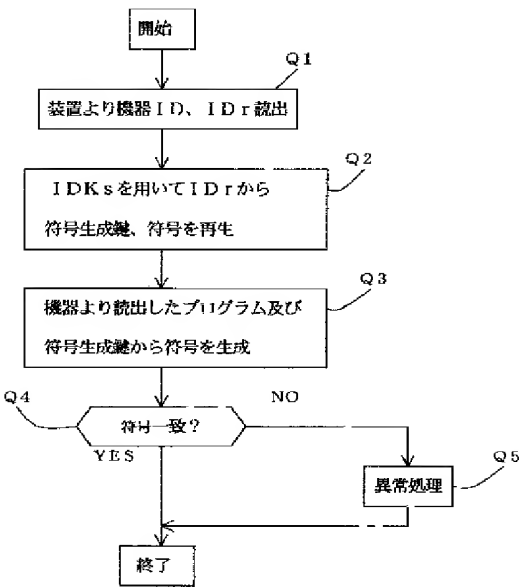 開始
Q1
装置より機器ID、IDr読出
Q2
IDKsを用いてIDrから
符号生成鍵、符号を再生
Q3
機器より読出したプログラム及び
符号生成鍵から符号を生成
Q4
NO
符号一致?
YES
Q5
異常処理
終了